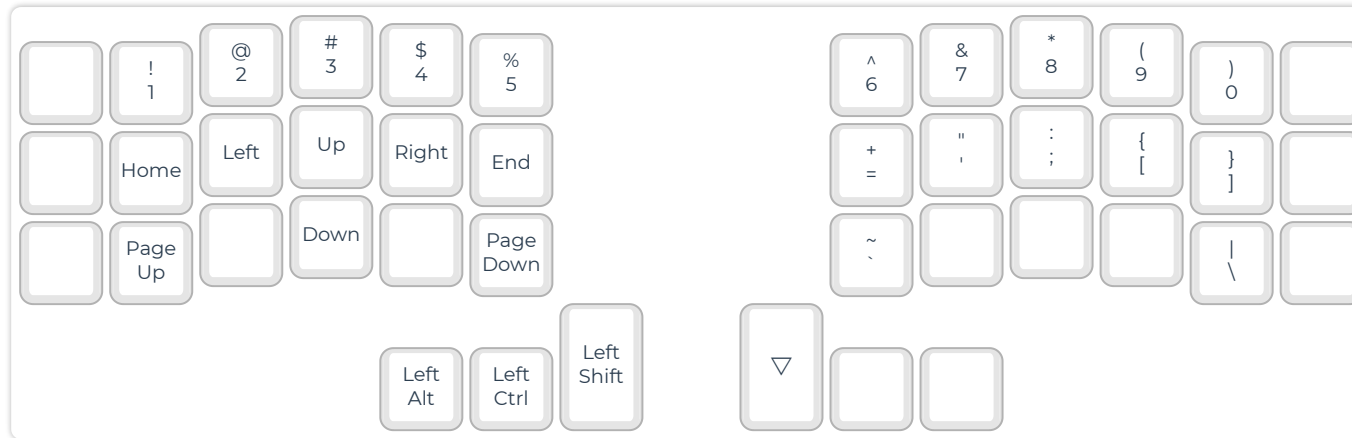 !
1
@
2
#
3
$
4
%
5
^
6
&
7
*
8
(
9
)
0
Home
Left
Up
Right
End
+
=
"
'
:
;
{
[
}
]
Page
Up
Down
Page
Down
~
`
|
\
Left
Alt
Left
Ctrl
Left
Shift
▽